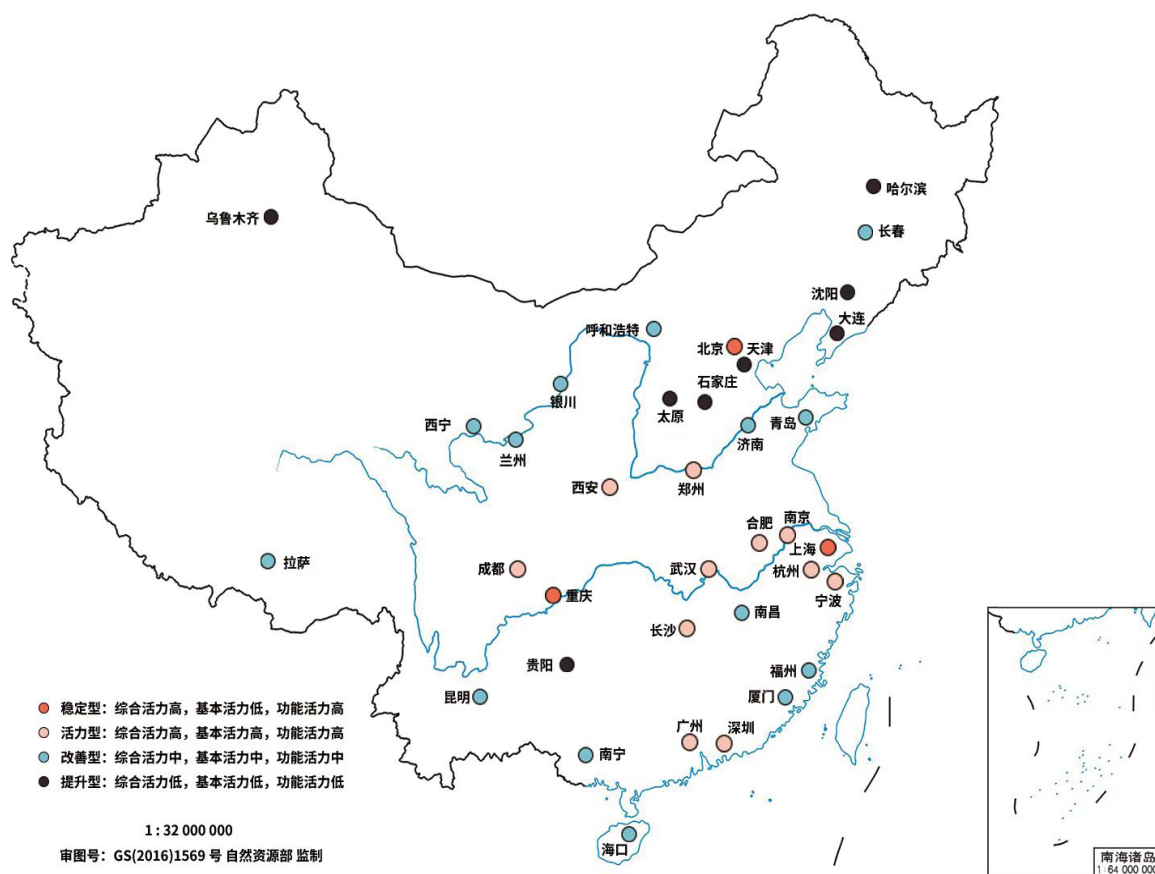 哈尔滨
乌鲁木齐
长春
沈阳
大连
呼和浩特
北京
天津
石家庄
银川
太原
西宁
青岛
济南
兰州
西安
郑州
南京
合肥
上海
拉萨
成都
武汉
杭州
重庆
宁波
南昌
长沙
贵阳
福州
昆明
厦门
稳定型：综合活力高，基本活力低，功能活力高
活力型：综合活力高，基本活力高，功能活力高
改善型：综合活力中，基本活力中，功能活力中
提升型：综合活力低，基本活力低，功能活力低
广州
深圳
南宁
海口
1 : 32 000 000
审图号：GS(2016)1569 号 自然资源部 监制
南海诸岛
1:64 000 000